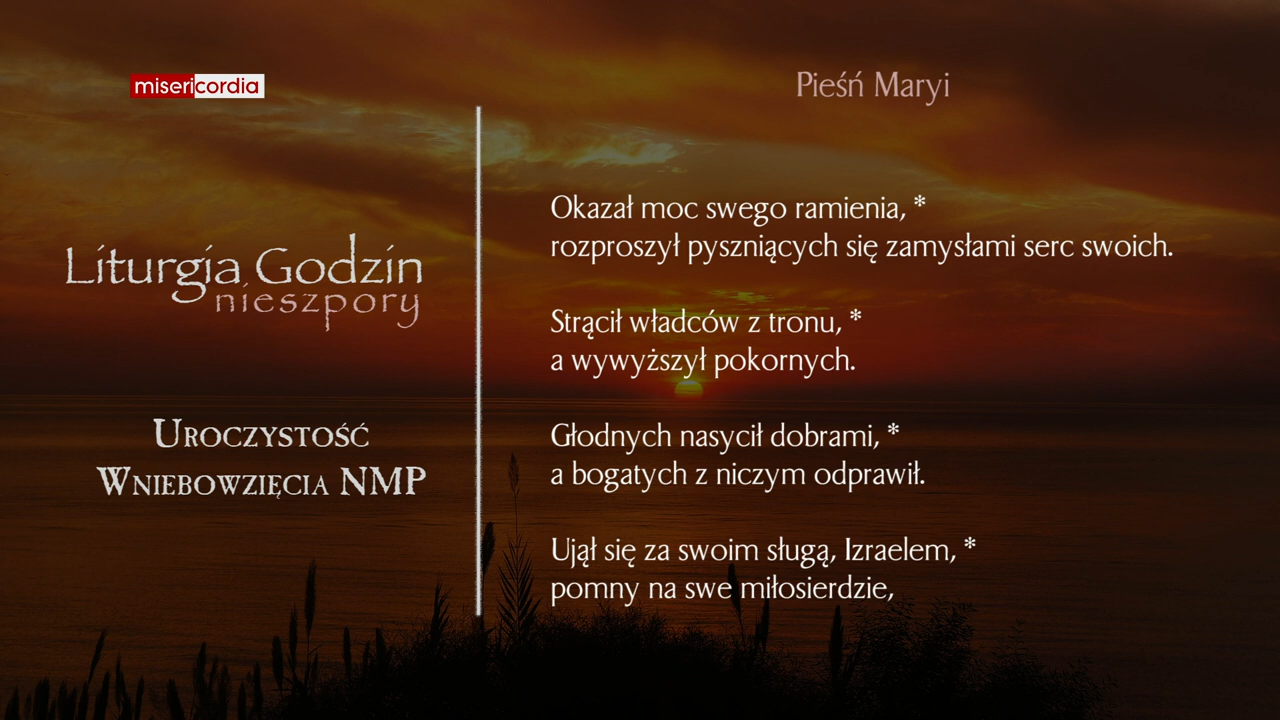 misericordia
Liturgia Godzin
nieszpory
Uroczystość
Wniebowzięcia NMP
Pieśń Maryi
Okazał moc swego ramienia, *
rozproszył pyszniących się zamysłami serc swoich.
Strącił władców z tronu, *
a wywyższył pokornych.
Głodnych nasycił dobrami, *
a bogatych z niczym odprawił.
Ujął się za swoim sługą, Izraelem, *
pomny na swe miłosierdzie,